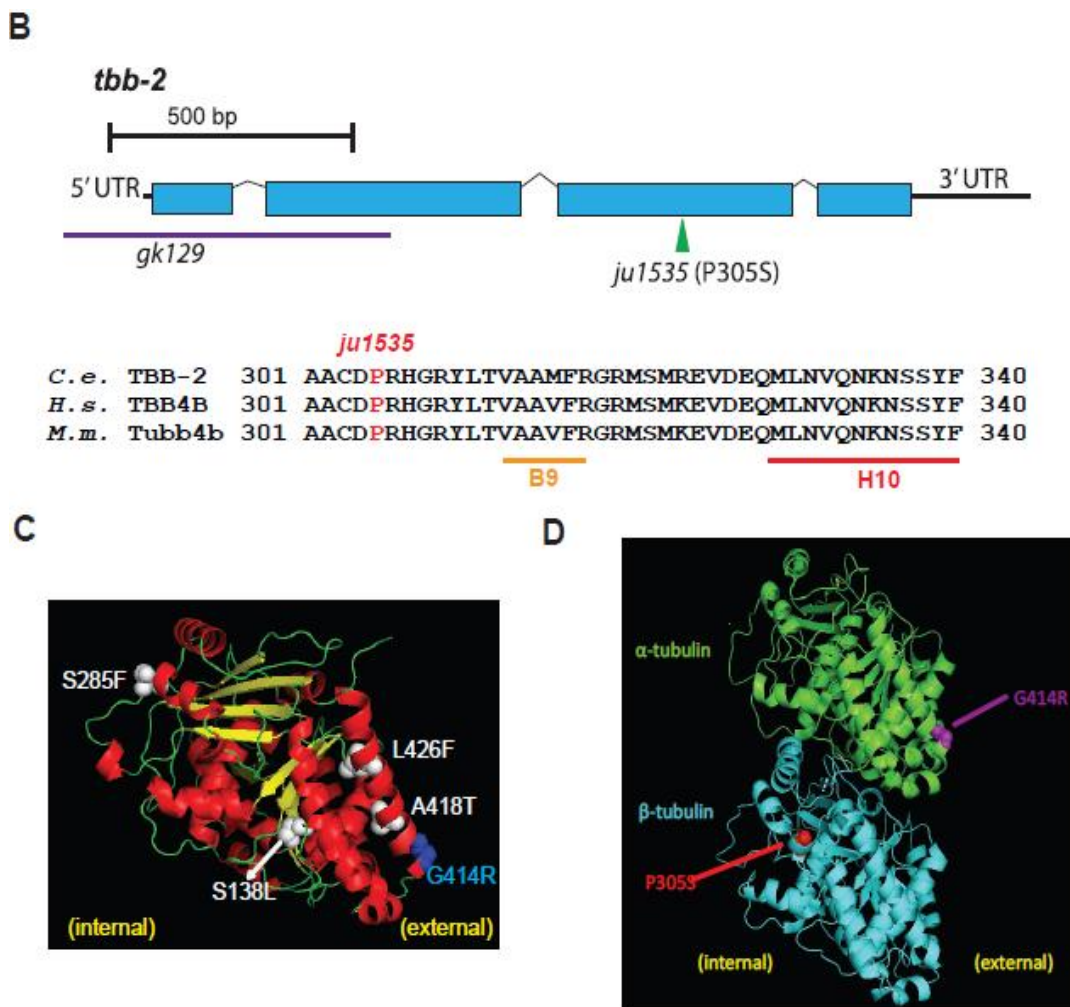 B
tbb-2
500 bp
5' UTR
3' UTR
gk129
ju1535 (P305S)
ju1535
C.e. TBB-2 301 AACDPRHGRYLTVAAMFRGRMSMREVDEQMLNVQNKNSSYF 340
H.s. TBB4B 301 AACDPRHGRYLTVAAVFRGRMSMKEVDEQMLNVQNKNSSYF 340
M.m. Tubb4b 301 AACDPRHGRYLTVAAVFRGRMSMKEVDEQMLNVQNKNSSYF 340
B9
H10
C
S285F
L426F
A418T
G414R
S138L
(internal)
(external)
D
α-tubulin
G414R
β-tubulin
P305S
(internal)
(external)